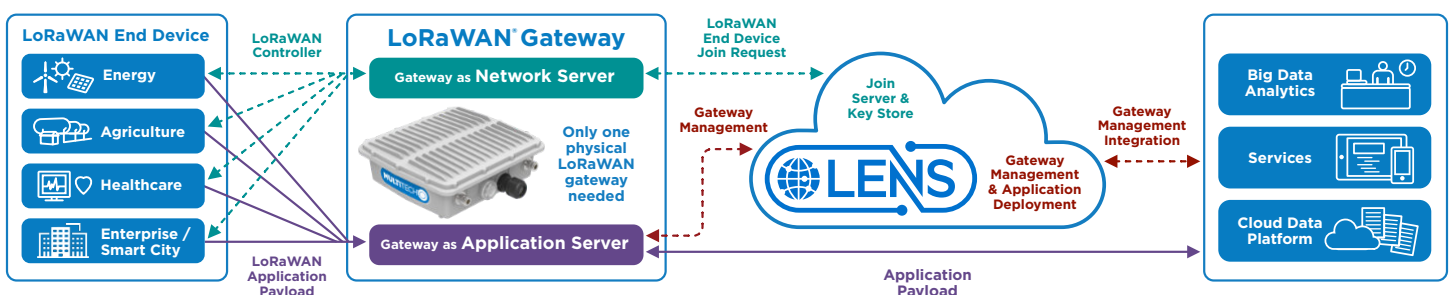 LoRaWAN End Device
Energy
Agriculture
Healthcare
Enterprise /
Smart City
LoRaWAN
Controller
LoRaWAN
Application
Payload
LoRaWAN® Gateway
Gateway as Network Server
MULTITECH
Only one
physical
LoRaWAN
gateway
needed
Gateway as Application Server
LoRaWAN
End Device
Join Request
Gateway
Management
Join
Server &
Key Store
LENS
Gateway
Management
& Application
Deployment
Gateway
Management
Integration
Application
Payload
Big Data
Analytics
Services
Cloud Data
Platform